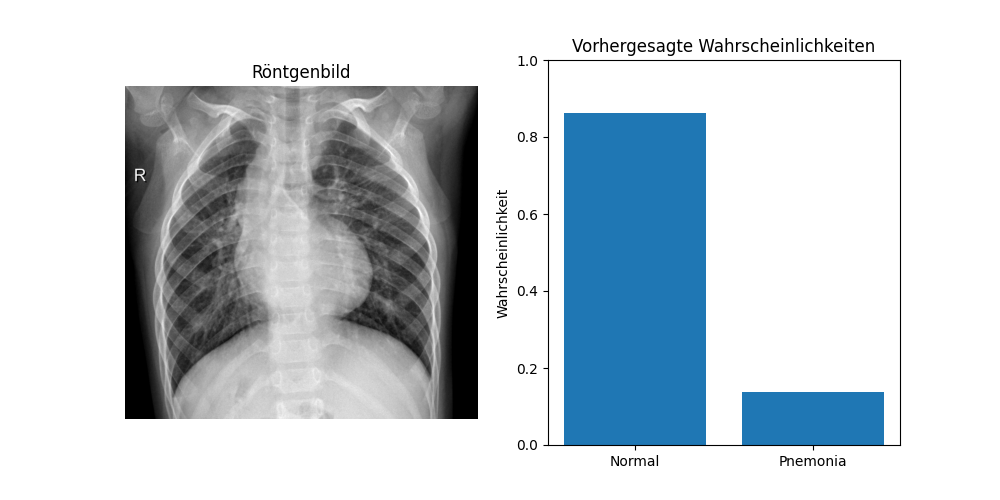 Röntgenbild
R
Vorhergesagte Wahrscheinlichkeiten
Wahrscheinlichkeit
1.0
0.8
0.6
0.4
0.2
0.0
Normal
Pnemonia